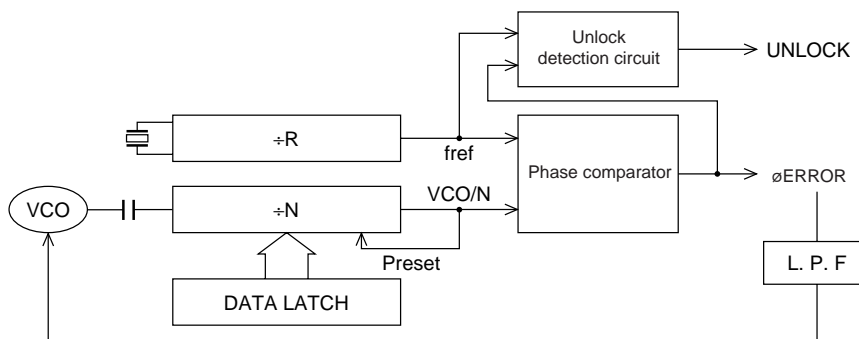 Unlock
detection circuit
UNLOCK
÷R
fref
Phase comparator
øERROR
VCO
÷N
VCO/N
Preset
DATA LATCH
L. P. F